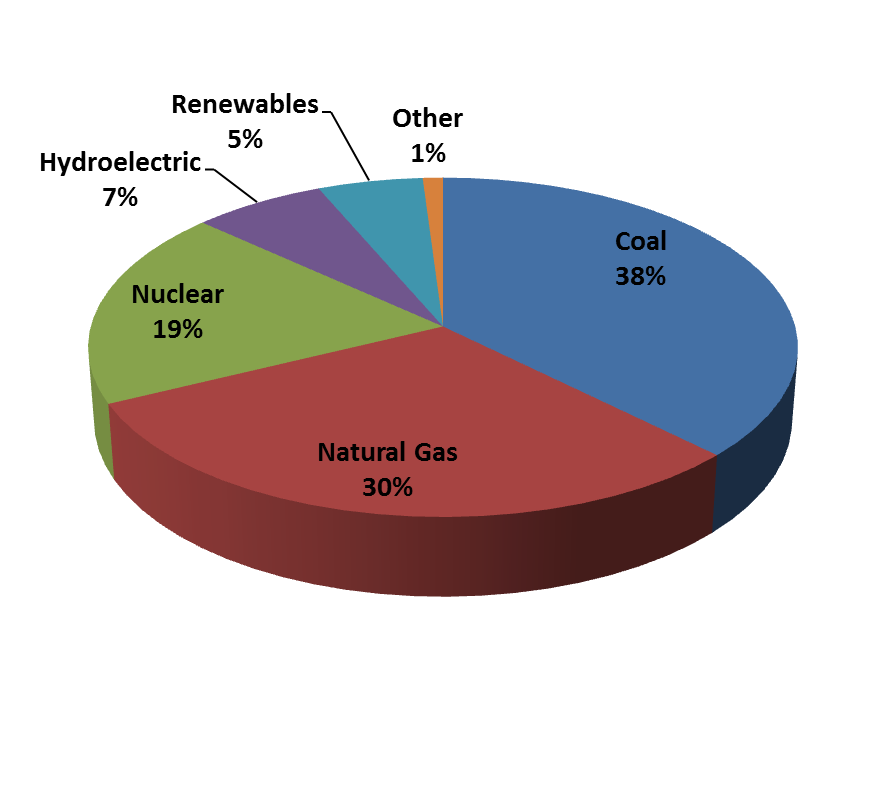 Renewables
5%
Other
1%
Hydroelectric
7%
Coal
38%
Nuclear
19%
Natural Gas
30%